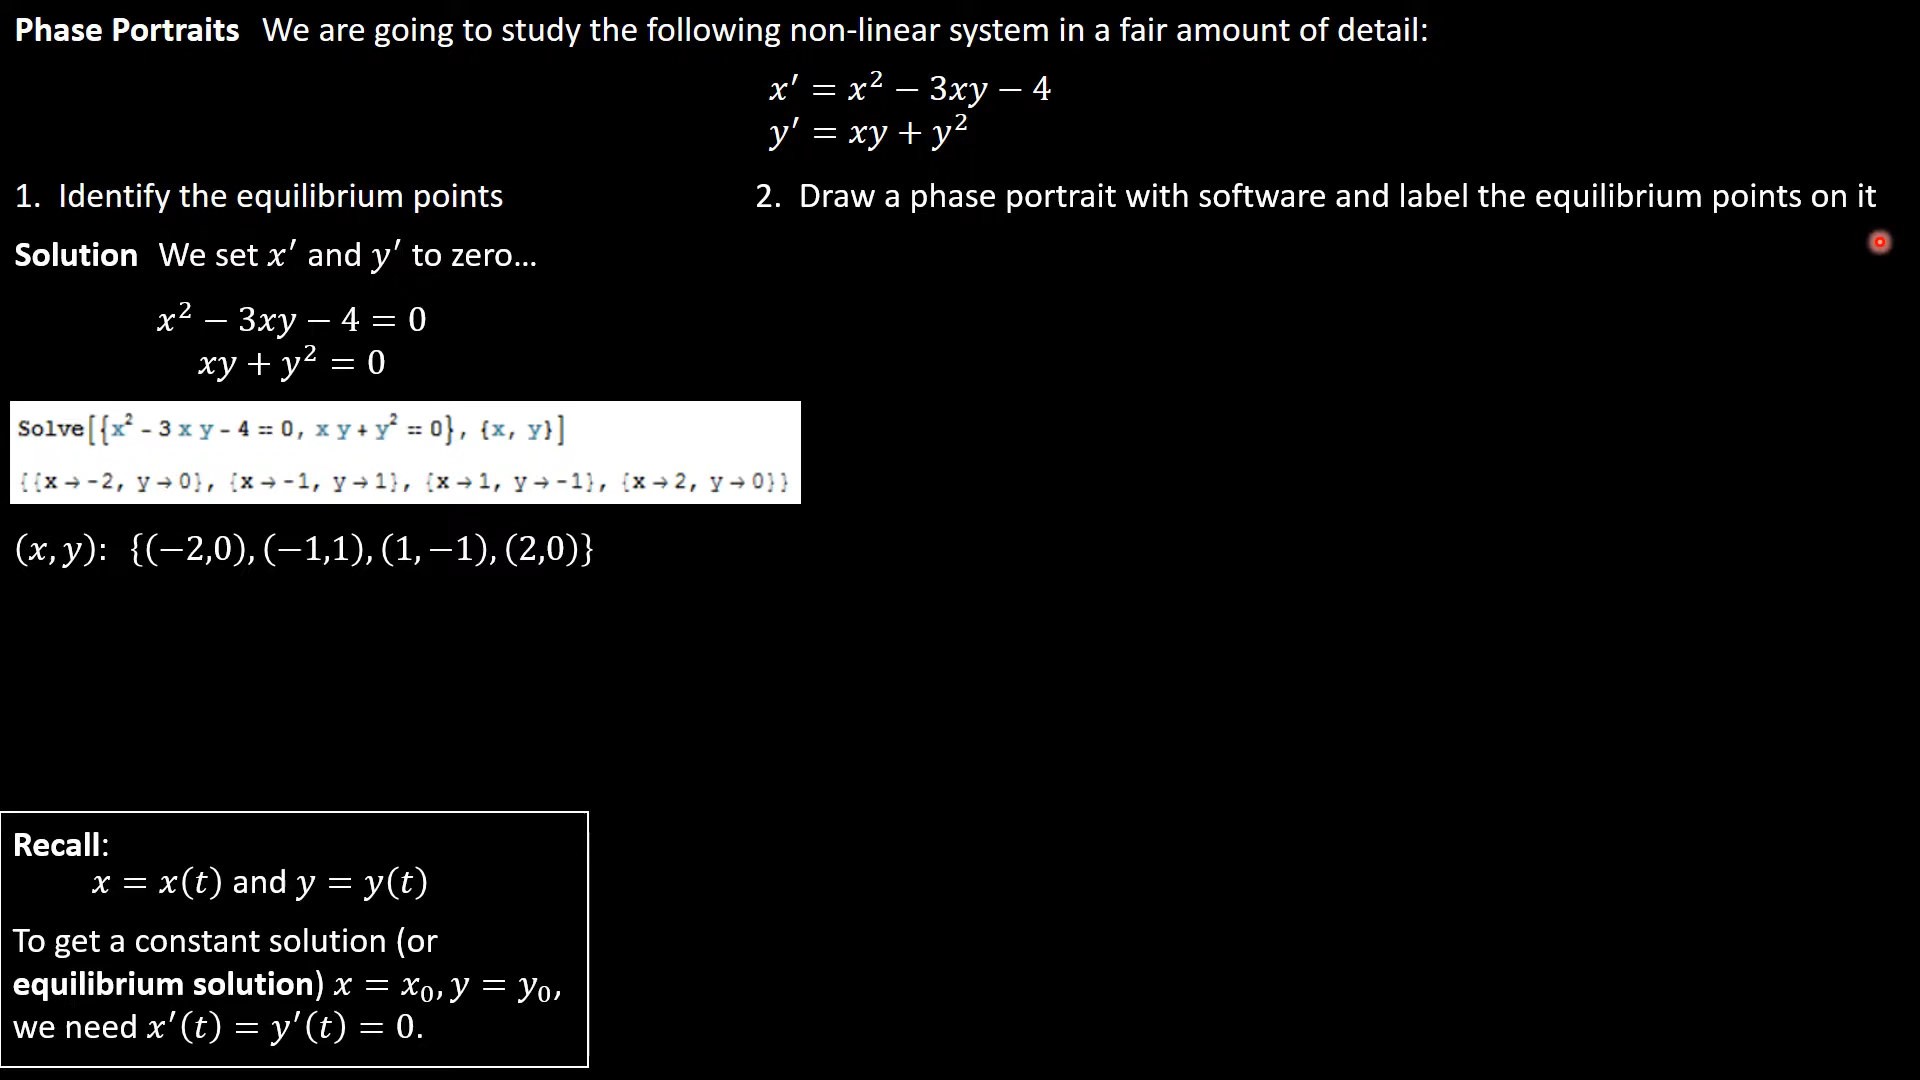 Phase Portraits We are going to study the following non-linear system in a fair amount of detail:
x′ = x² − 3xy − 4
y′ = xy + y²
1. Identify the equilibrium points
Solution We set x′ and y′ to zero...
x² − 3xy − 4 = 0
xy + y² = 0
Solve[{x² - 3 x y - 4 == 0, x y + y² == 0}, {x, y}]
{{x → -2, y → 0}, {x → -1, y → 1}, {x → 1, y → -1}, {x → 2, y → 0}}
(x, y): {(−2,0), (−1,1), (1, −1), (2,0)}
2. Draw a phase portrait with software and label the equilibrium points on it
Recall:
x = x(t) and y = y(t)
To get a constant solution (or
equilibrium solution) x = x₀, y = y₀,
we need x′(t) = y′(t) = 0.